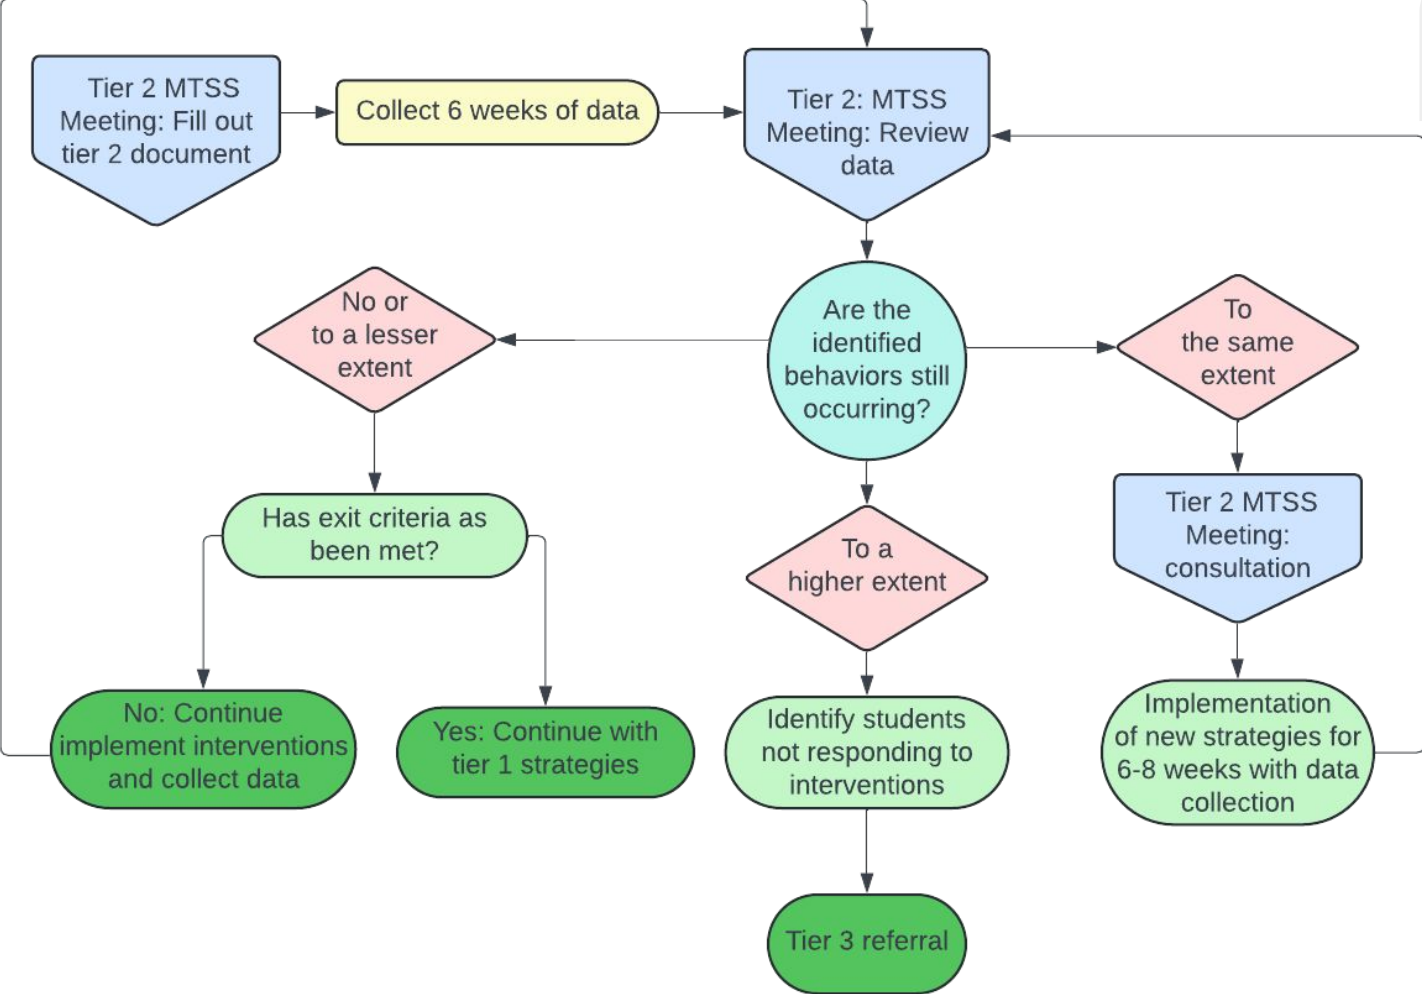 Tier 2 MTSS
Meeting: Fill out
tier 2 document
Collect 6 weeks of data
Tier 2: MTSS
Meeting: Review
data
No or
to a lesser
extent
Are the
identified
behaviors still
occurring?
To
the same
extent
Has exit criteria as
been met?
To a
higher extent
Tier 2 MTSS
Meeting:
consultation
No: Continue
implement interventions
and collect data
Yes: Continue with
tier 1 strategies
Identify students
not responding to
interventions
Implementation
of new strategies for
6-8 weeks with data
collection
Tier 3 referral